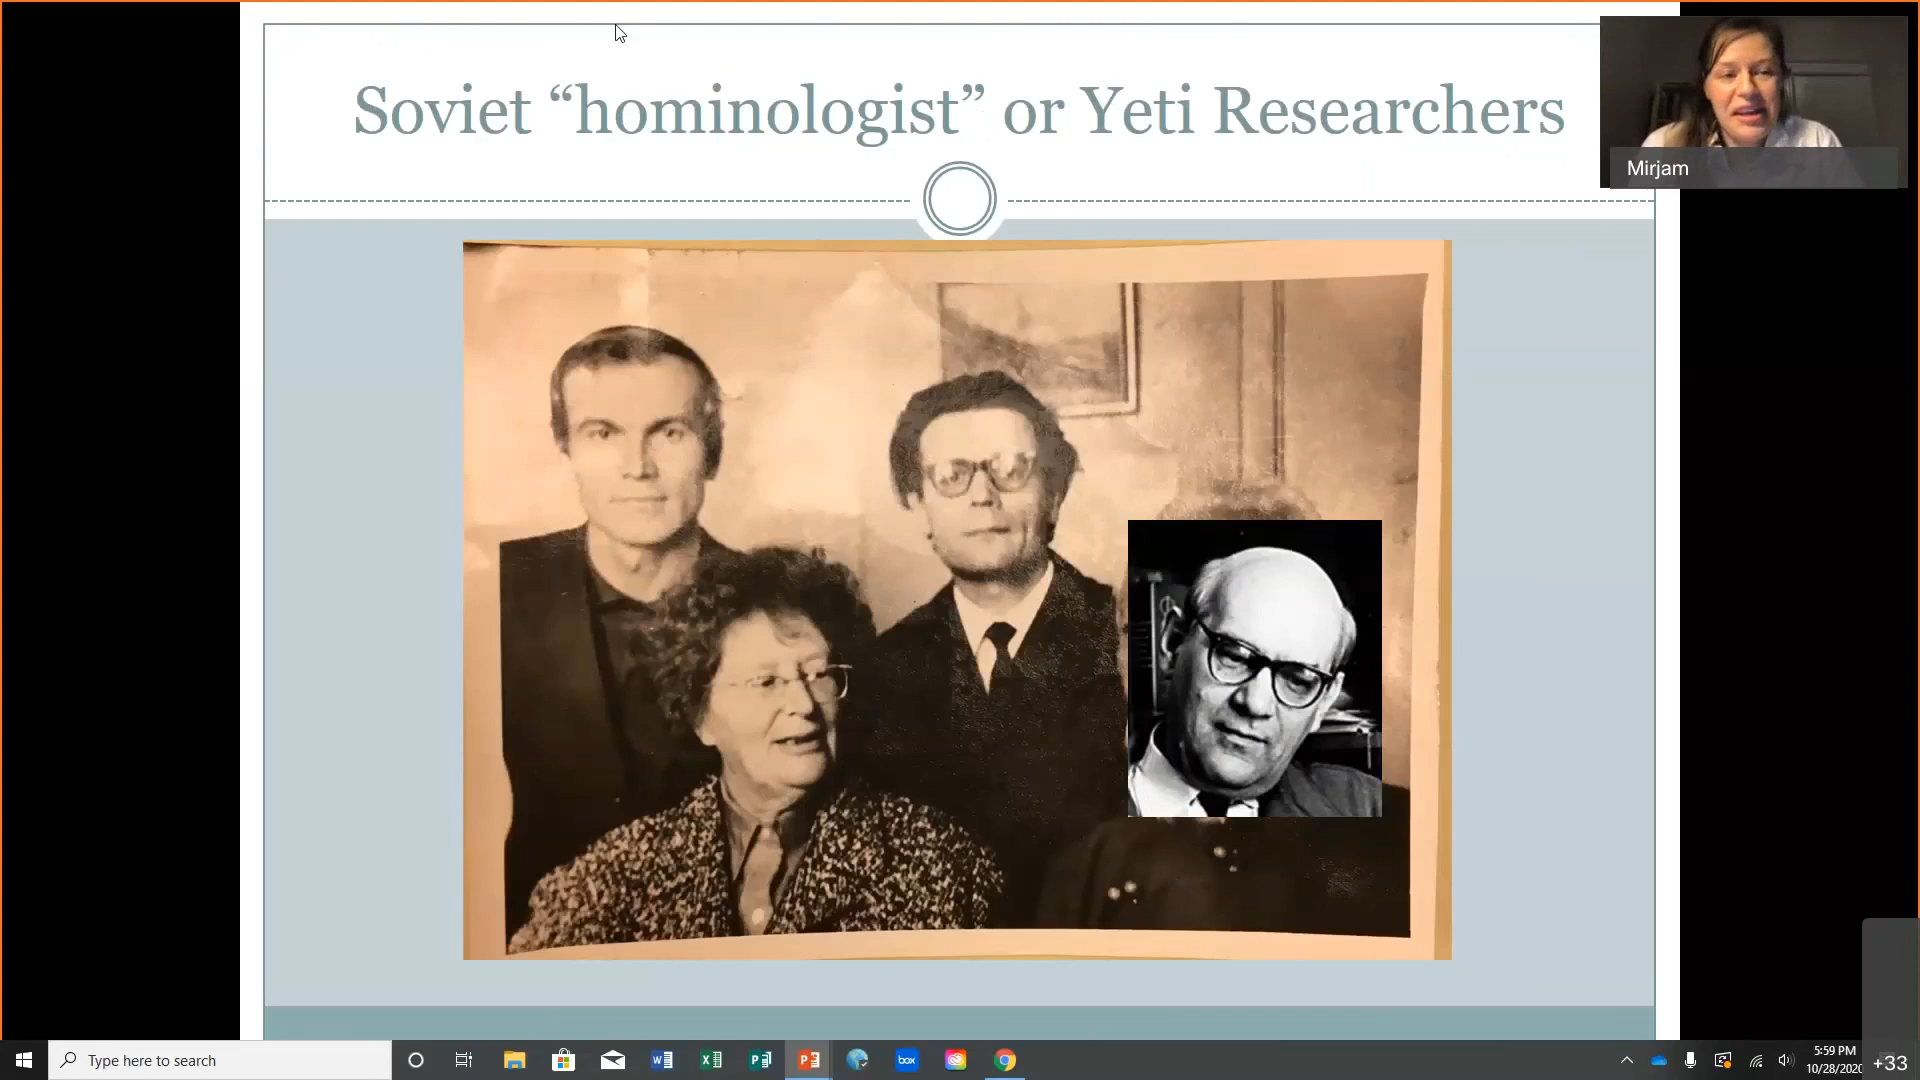 Soviet “hominologist” or Yeti Researchers
Mirjam
Type here to search
box
5:59 PM
10/28/2020
+33